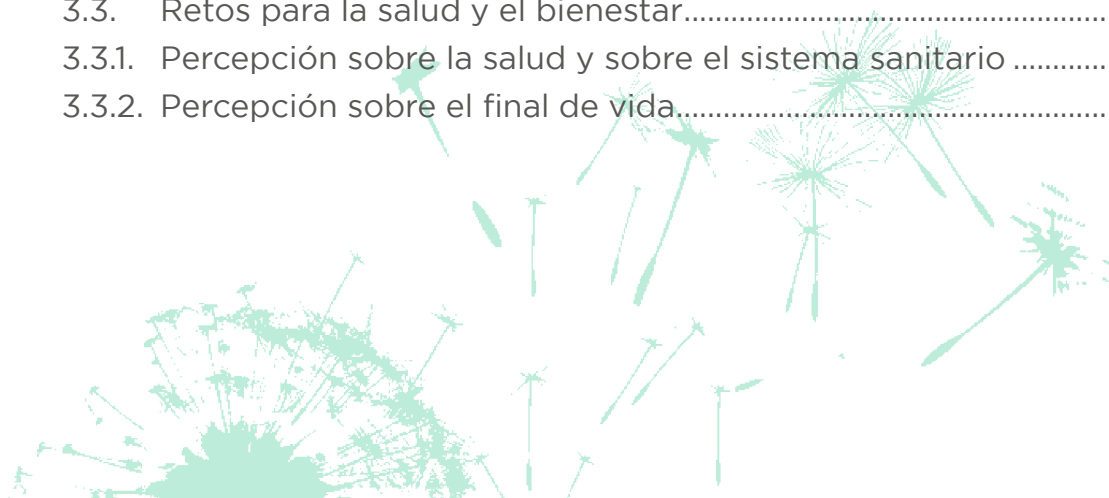 3.3. Retos para la salud y el bienestar................................................
3.3.1. Percepción sobre la salud y sobre el sistema sanitario ............
3.3.2. Percepción sobre el final de vida.................................................